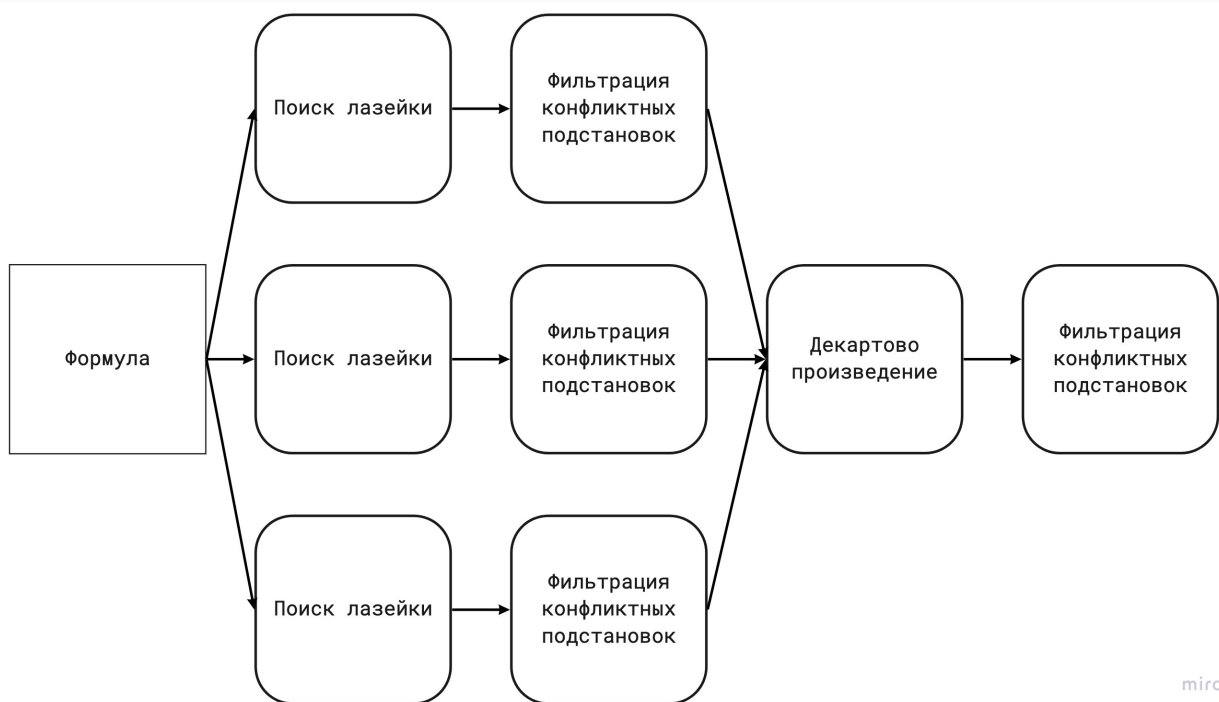 Поиск лазейки
Фильтрация
конфликтных
подстановок
Формула
Поиск лазейки
Фильтрация
конфликтных
подстановок
Декартово
произведение
Фильтрация
конфликтных
подстановок
Поиск лазейки
Фильтрация
конфликтных
подстановок
miro